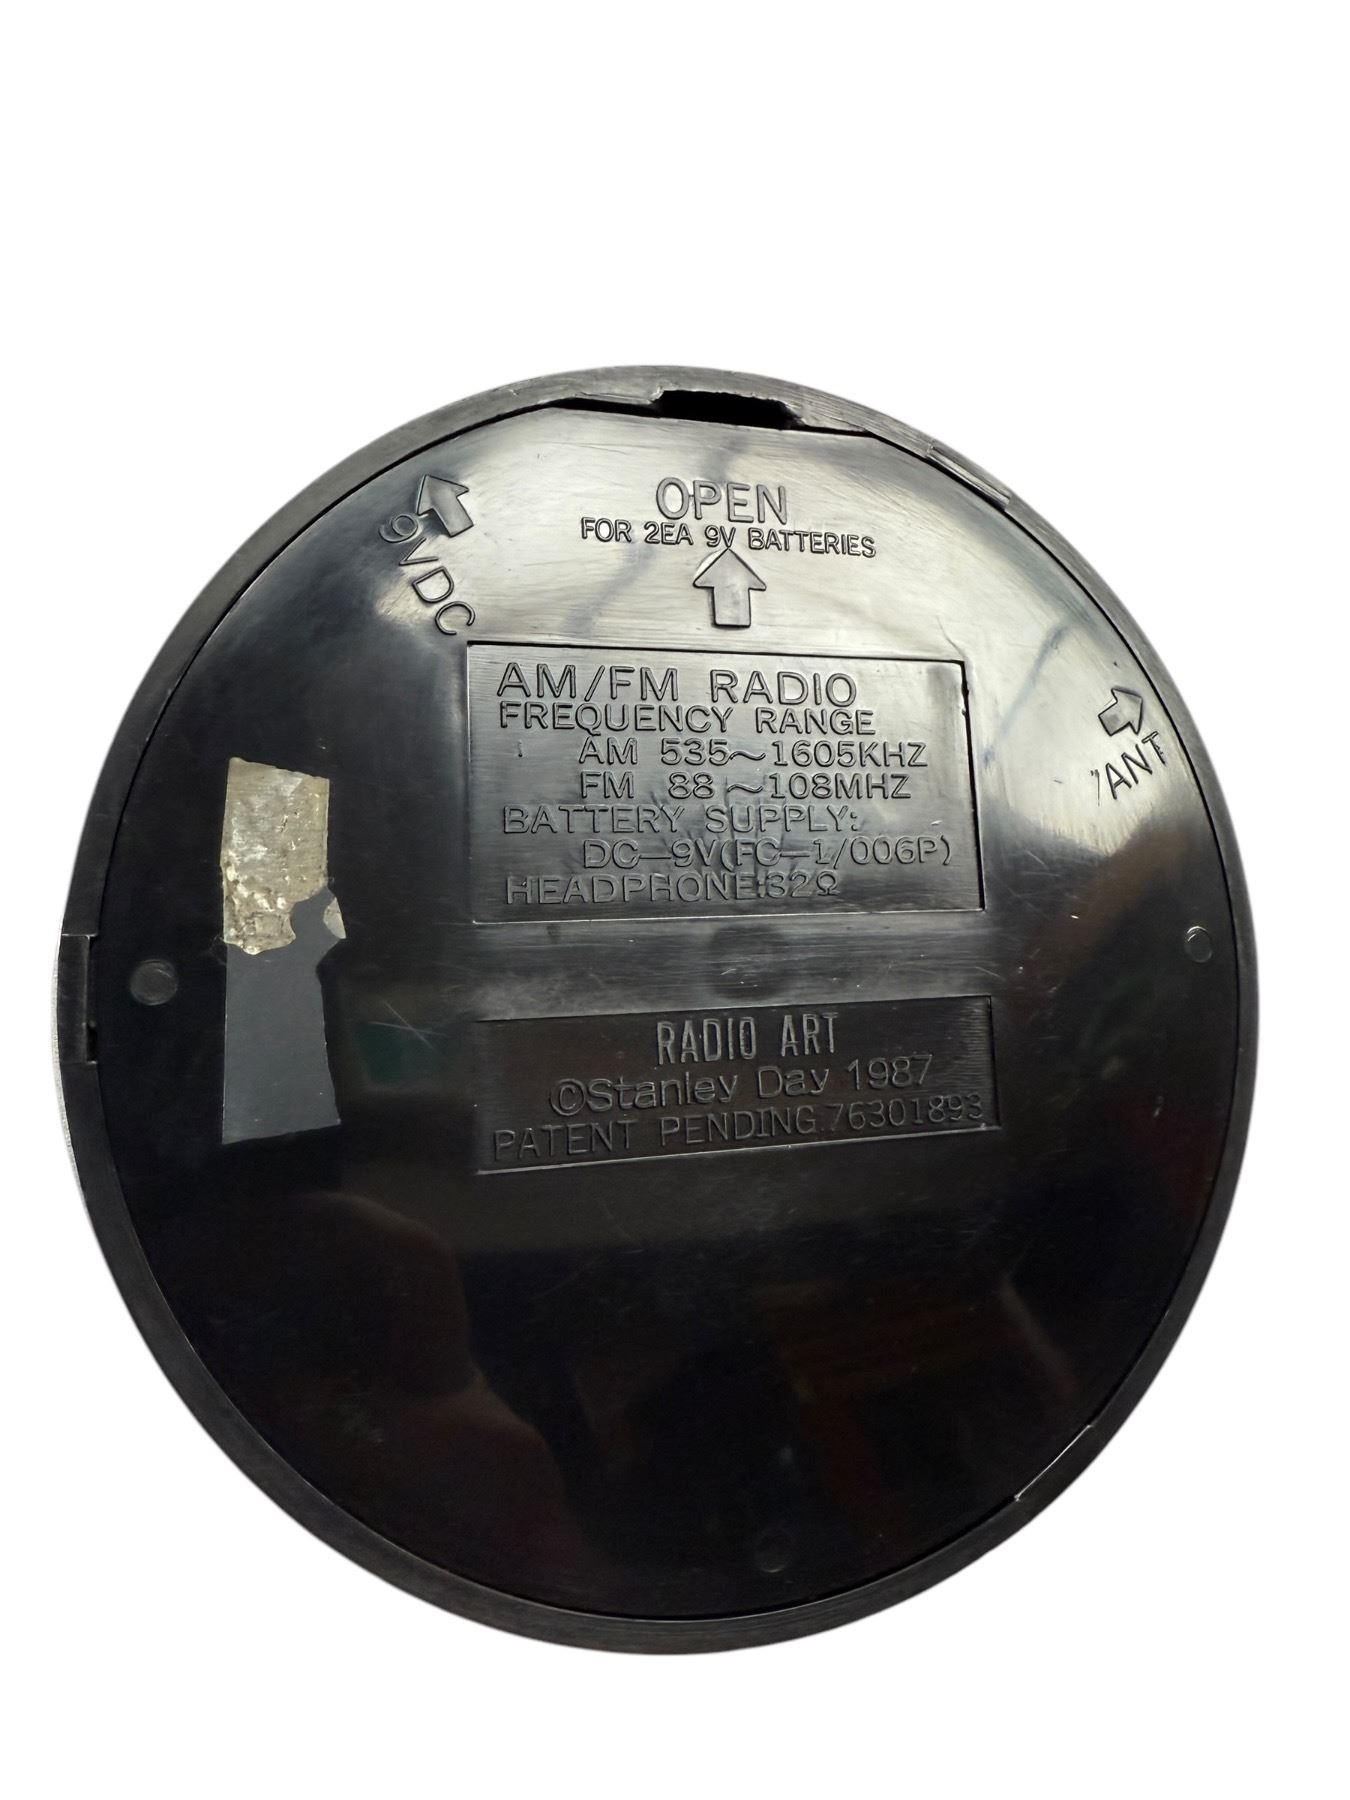 OPEN
FOR 2EA 9V BATTERIES
9VDC
AM/FM RADIO
FREQUENCY RANGE
AM 535~1605KHZ
FM 88~108MHZ
BATTERY SUPPLY:
DC-9V(FC-1/006P)
HEADPHONE:32Ω
ANT
RADIO ART
©Stanley Day 1987
PATENT PENDING:76301893